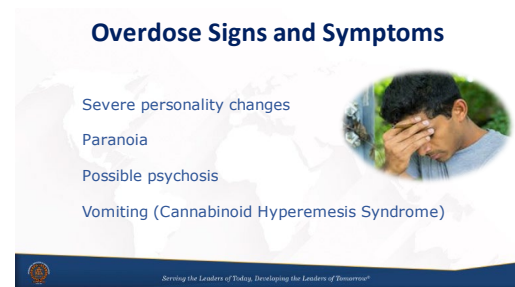 Overdose Signs and Symptoms
Severe personality changes
Paranoia
Possible psychosis
Vomiting (Cannabinoid Hyperemesis Syndrome)
Serving the Leaders of Today, Developing the Leaders of Tomorrow®